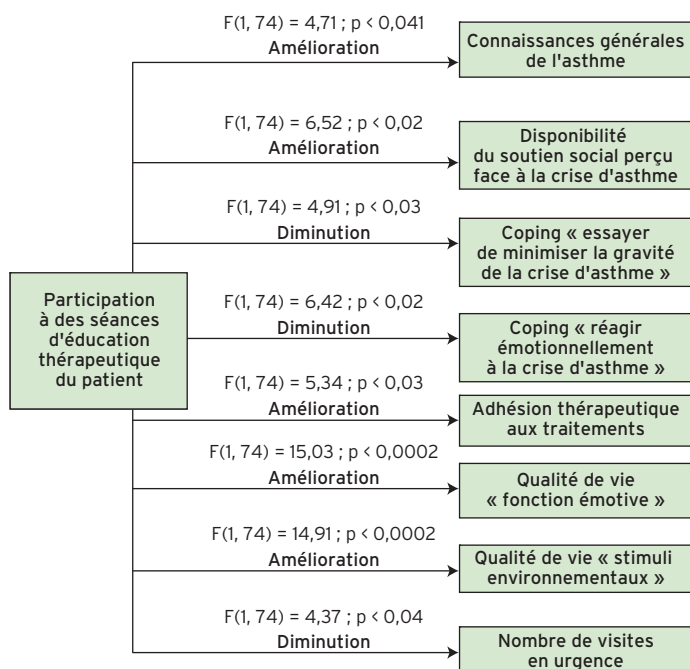 F(1, 74) = 4,71 ; p < 0,041
Amélioration
Connaissances générales
de l'asthme
F(1, 74) = 6,52 ; p < 0,02
Amélioration
Disponibilité
du soutien social perçu
face à la crise d'asthme
F(1, 74) = 4,91 ; p < 0,03
Diminution
Coping « essayer
de minimiser la gravité
de la crise d'asthme »
Participation
à des séances
d'éducation
thérapeutique
du patient
F(1, 74) = 6,42 ; p < 0,02
Diminution
Coping « réagir
émotionnellement
à la crise d'asthme »
F(1, 74) = 5,34 ; p < 0,03
Amélioration
Adhésion thérapeutique
aux traitements
F(1, 74) = 15,03 ; p < 0,0002
Amélioration
Qualité de vie
« fonction émotive »
F(1, 74) = 14,91 ; p < 0,0002
Amélioration
Qualité de vie « stimuli
environnementaux »
F(1, 74) = 4,37 ; p < 0,04
Diminution
Nombre de visites
en urgence